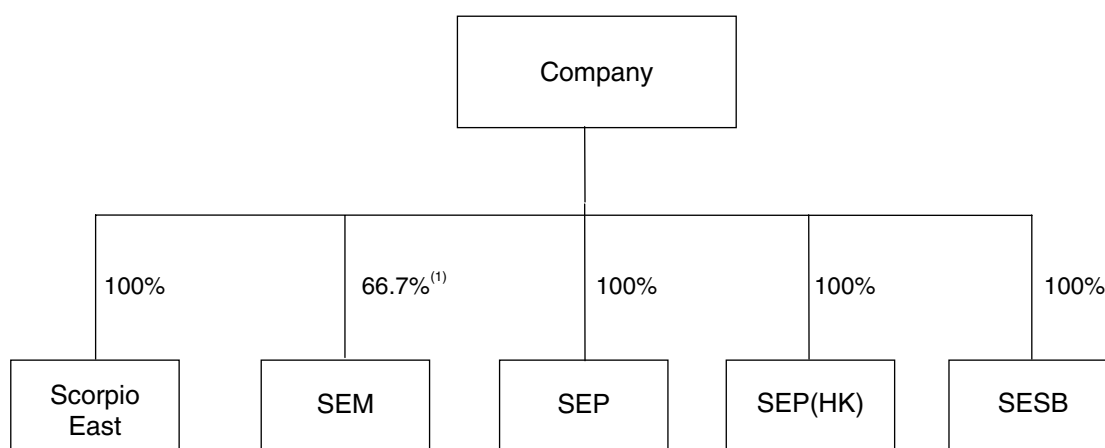 Company
100%
66.7%(1)
100%
100%
100%
Scorpio
East
SEM
SEP
SEP(HK)
SESB